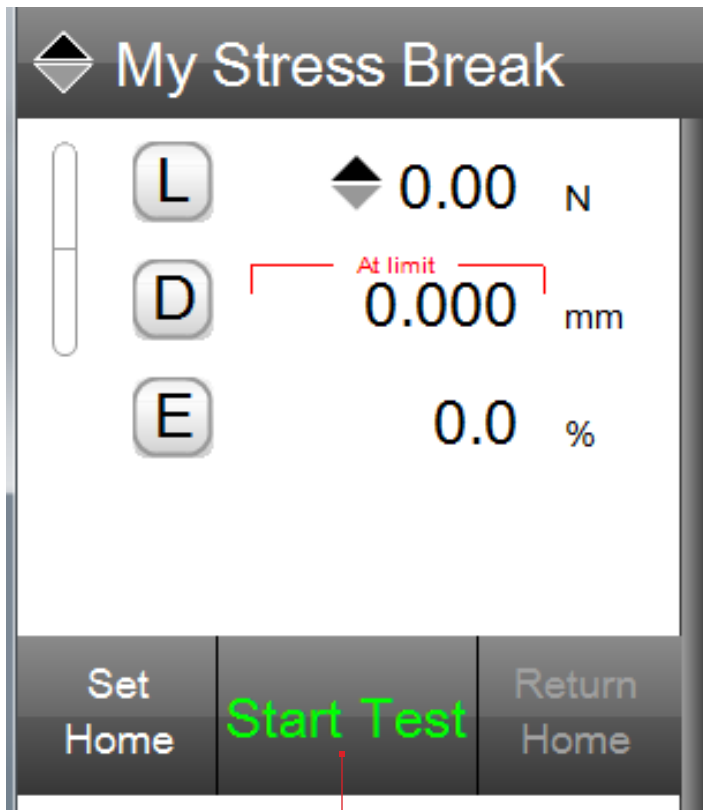 My Stress Break
L 0.00 N
At limit
D 0.000 mm
E 0.0 %
Set Home
Start Test
Return Home